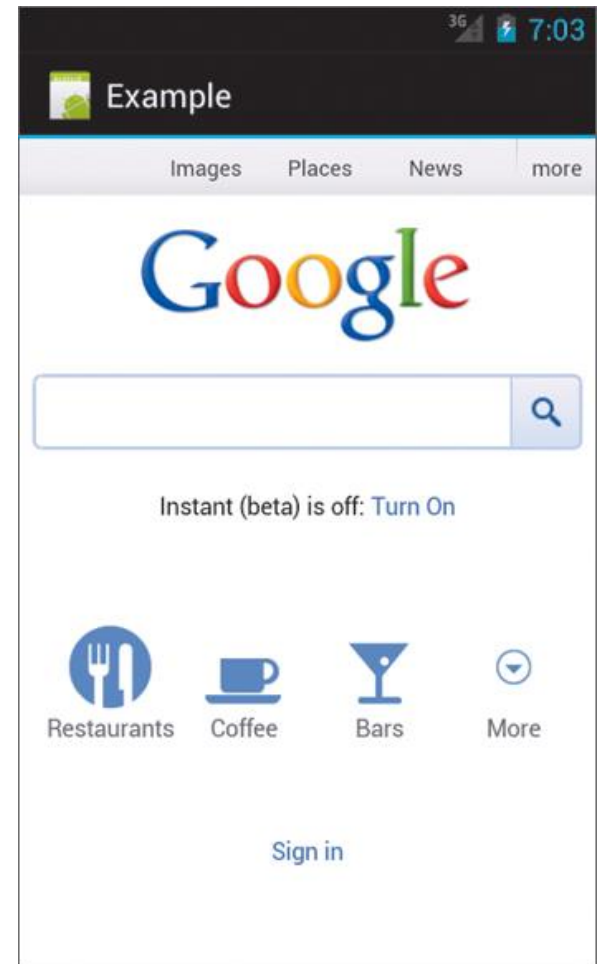 3G 7:03
Example
Images Places News more
Google
Instant (beta) is off: Turn On
Restaurants Coffee Bars More
Sign in